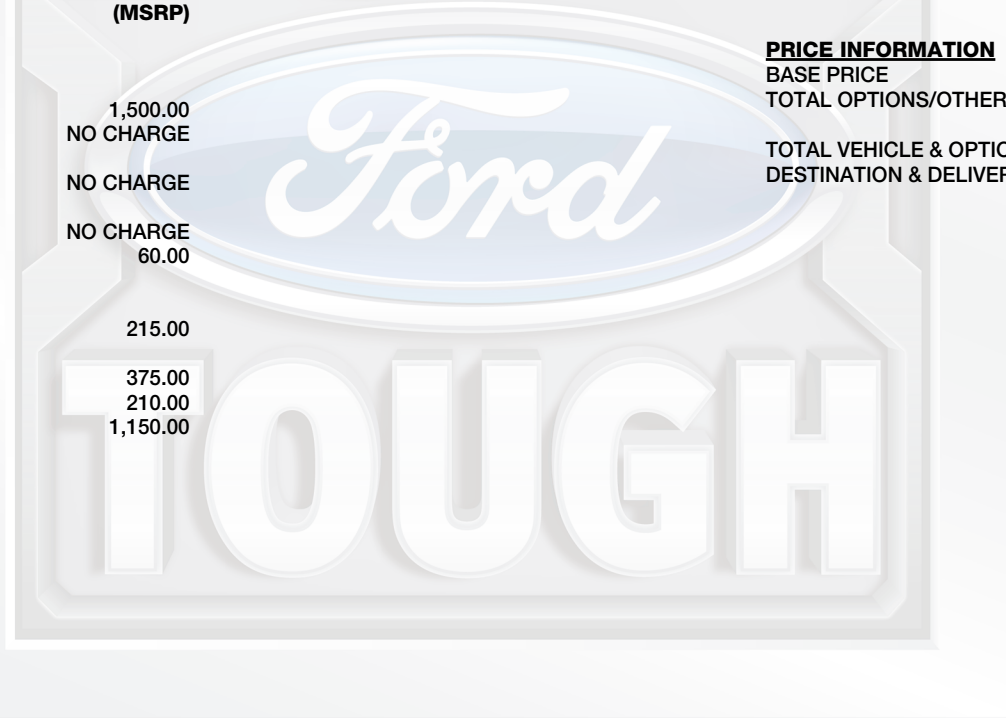 (MSRP)
1,500.00
NO CHARGE
NO CHARGE
NO CHARGE
60.00
215.00
375.00
210.00
1,150.00
PRICE INFORMATION
BASE PRICE
TOTAL OPTIONS/OTHER
TOTAL VEHICLE & OPTIO
DESTINATION & DELIVER
Ford
TOUGH